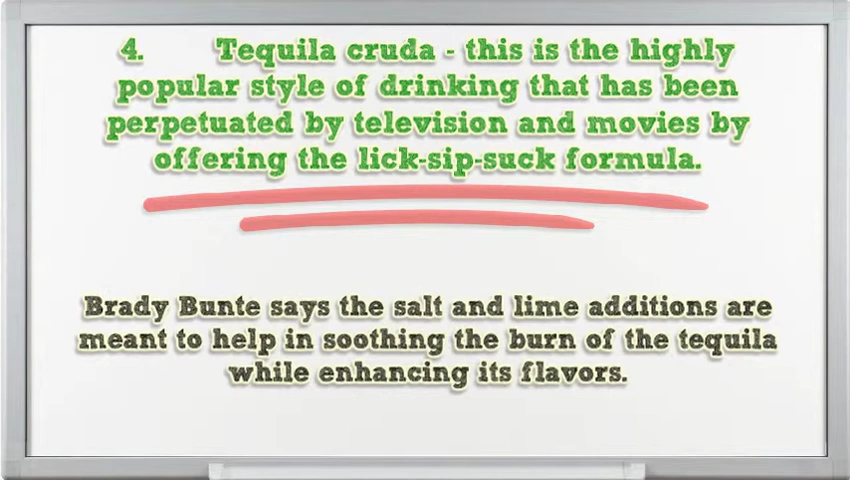 4. Tequila cruda - this is the highly
popular style of drinking that has been
perpetuated by television and movies by
offering the lick-sip-suck formula.
Brady Bunte says the salt and lime additions are
meant to help in soothing the burn of the tequila
while enhancing its flavors.